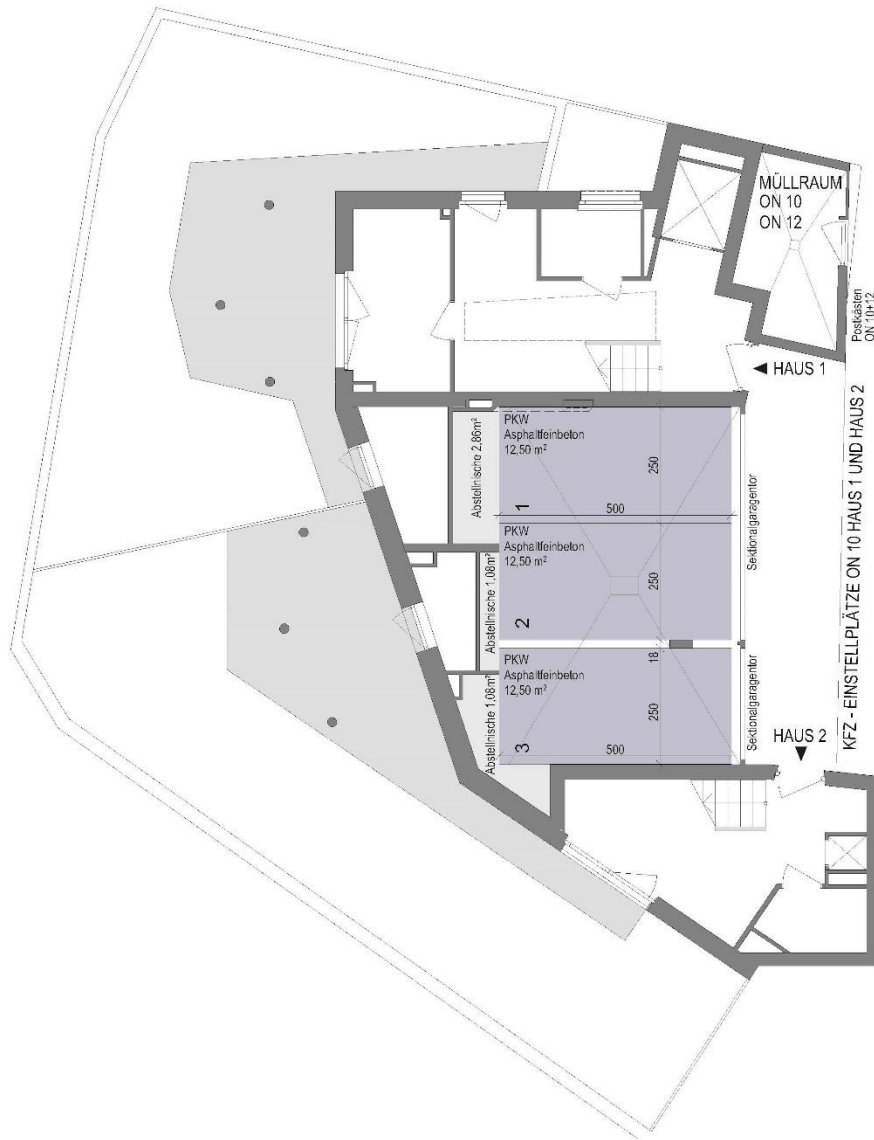 MÜLLRAUM
ON 10
ON 12
Postkästen
ON 10+12
HAUS 1
Abstellnische 2,86m²
PKW
Asphaltfeinbeton
12,50 m²
250
1
500
Sektionalgaragentor
Abstellnische 1,08m²
PKW
Asphaltfeinbeton
12,50 m²
250
2
18
Abstellnische 1,08m²
PKW
Asphaltfeinbeton
12,50 m²
250
3
500
Sektionalgaragentor
HAUS 2
KFZ - EINSTELLPLÄTZE ON 10 HAUS 1 UND HAUS 2